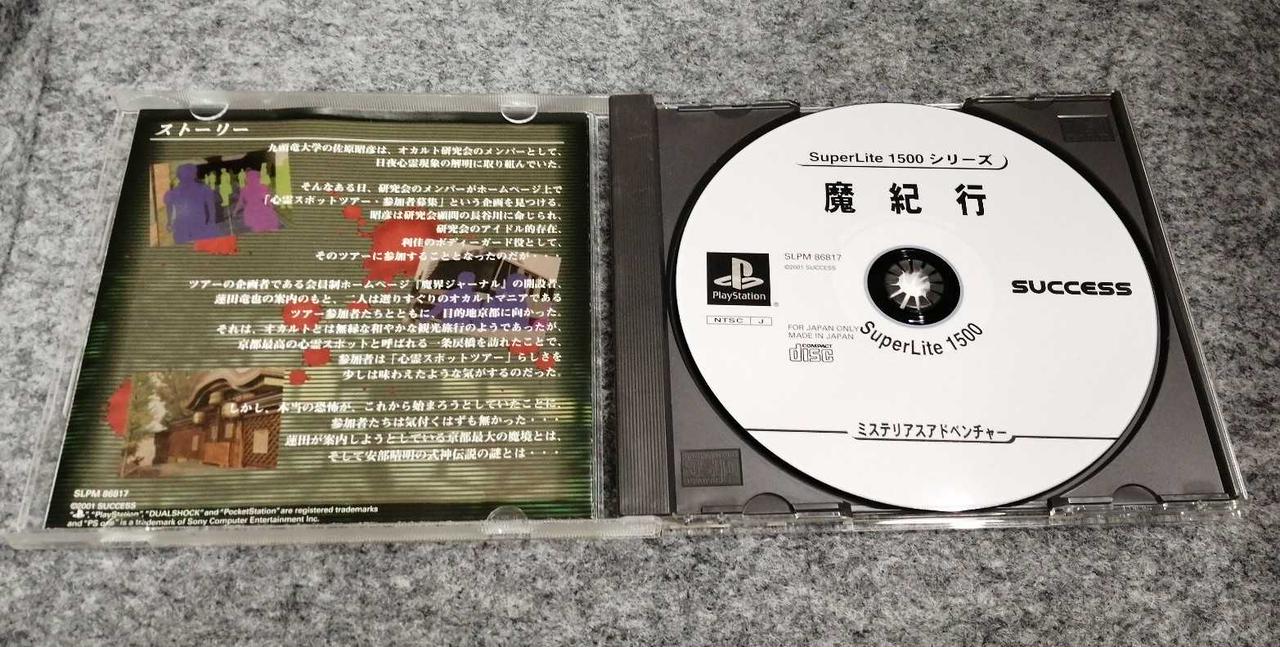 ストーリー
九頭竜大学の佐原昭彦は、オカルト研究会のメンバーとして、
日夜心霊現象の解明に取り組んでいた。
そんなある日、研究会のメンバーがホームページ上で
「心霊スポットツアー・参加者募集」という企画を見つける。
昭彦は研究会顧問の長谷川に命じられ、
研究会のアイドル的存在、
利佳のボディーガード役として、
そのツアーに参加することとなったのだが・・・
ツアーの企画者である会員制ホームページ『魔界ジャーナル』の開設者、
蓮田竜也の案内のもと、二人は選りすぐりのオカルトマニアである
ツアー参加者たちとともに、目的地京都に向かった。
それは、オカルトとは無縁な和やかな観光旅行のようであったが、
京都最高の心霊スポットと呼ばれる一条戻橋を訪れたことで、
参加者は「心霊スポットツアー」らしさを
少しは味わえたような気がするのだった。
しかし、本当の恐怖が、これから始まろうとしていたことに、
参加者たちは気付くはずも無かった・・・
蓮田が案内しようとしている京都最大の魔境とは、
そして安部晴明の式神伝説の謎とは・・・
SLPM 86817
©2001 SUCCESS
"PlayStation", "DUALSHOCK" and "PocketStation" are registered trademarks
and "PS one" is a trademark of Sony Computer Entertainment Inc.
SuperLite 1500 シリーズ
魔紀行
PlayStation
®
SLPM 86817
©2001 SUCCESS
NTSC J
FOR JAPAN ONLY
MADE IN JAPAN
COMPACT
disc
SUCCESS
SuperLite 1500
ミステリアスアドベンチャー